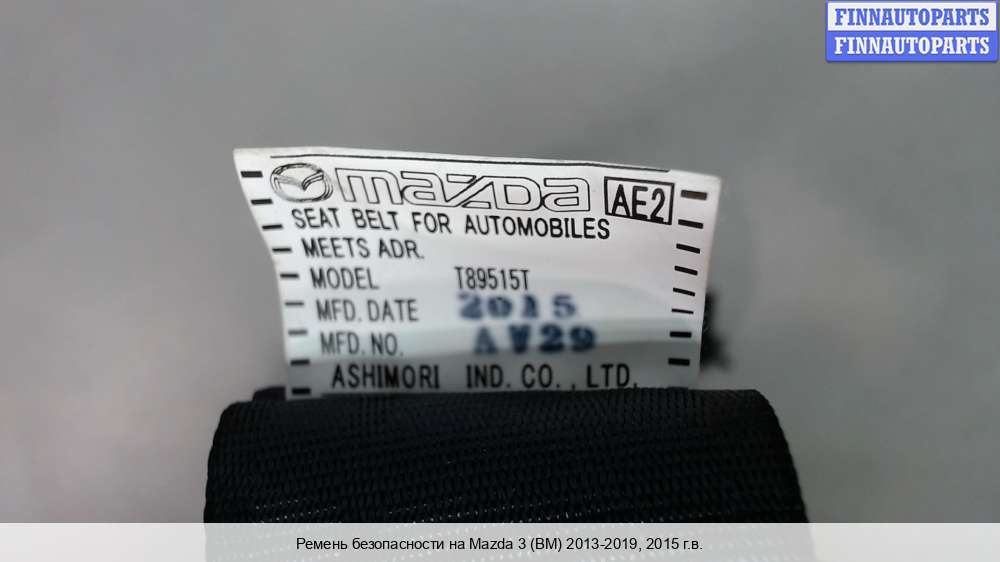 FINNAUTOPARTS
FINNAUTOPARTS
mazda AE2
SEAT BELT FOR AUTOMOBILES
MEETS ADR.
MODEL T89515T
MFD. DATE 2015
MFD. NO. AV29
ASHIMORI IND. CO., LTD.
Ремень безопасности на Mazda 3 (BM) 2013-2019, 2015 г.в.